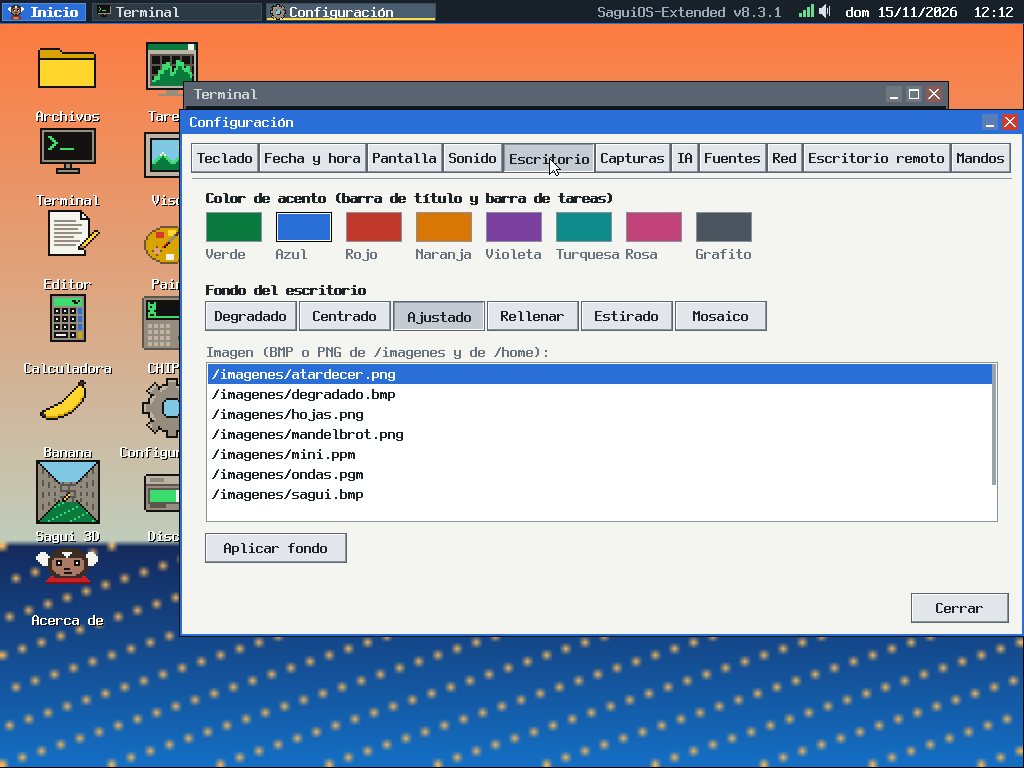 Inicio
Terminal
Configuración
SaguiOS-Extended v8.3.1
dom 15/11/2026
12:12
Archivos
Terminal
Editor
Calculadora
CHIP
Banana
Sagui 3D
Acerca de
Terminal
Configuración
Teclado
Fecha y hora
Pantalla
Sonido
Escritorio
Capturas
IA
Fuentes
Red
Escritorio remoto
Mandos
Color de acento (barra de título y barra de tareas)
Verde
Azul
Rojo
Naranja
Violeta
Turquesa
Rosa
Grafito
Fondo del escritorio
Degradado
Centrado
Ajustado
Rellenar
Estirado
Mosaico
Imagen (BMP o PNG de /imagenes y de /home):
/imagenes/atardecer.png
/imagenes/degradado.bmp
/imagenes/hojas.png
/imagenes/mandelbrot.png
/imagenes/mini.ppm
/imagenes/ondas.pgm
/imagenes/sagui.bmp
Aplicar fondo
Cerrar